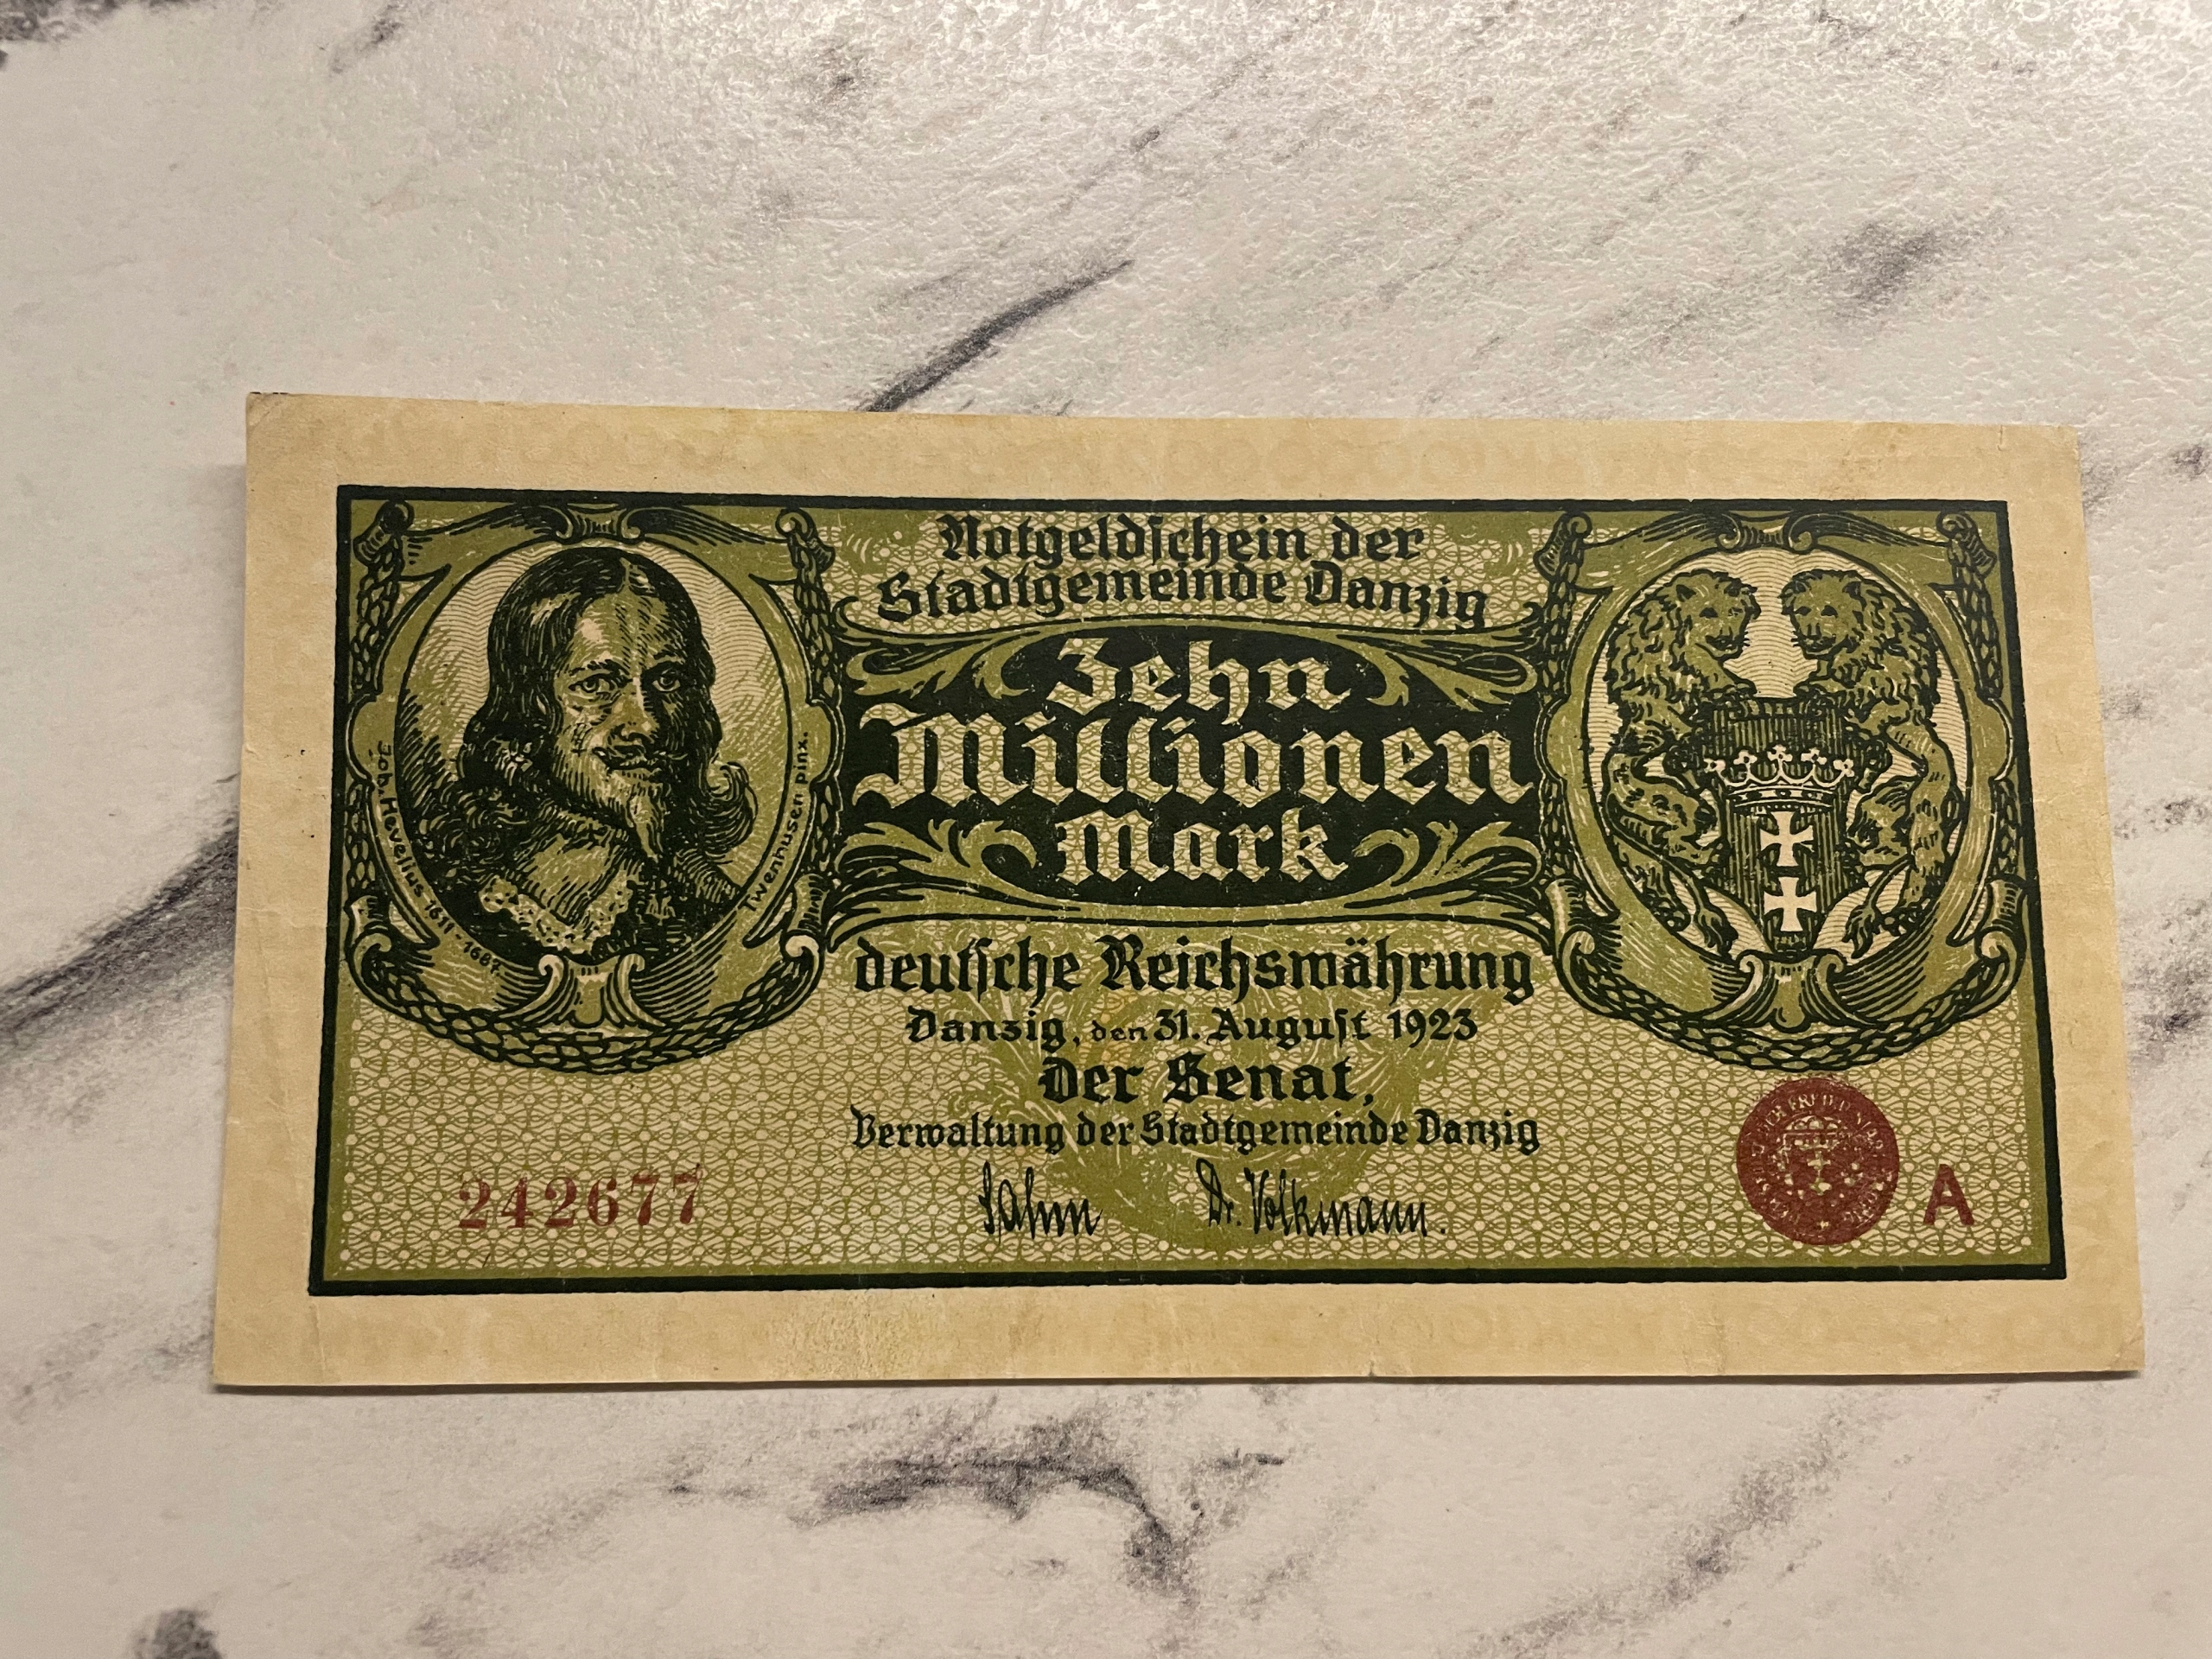 Notgeldschein der
Stadtgemeinde Danzig
Zehn
Millionen
Mark
deutsche Reichswährung
Danzig, den 31. August 1923
Der Senat,
Verwaltung der Stadtgemeinde Danzig
Sahm Dr. Volkmann.
Joh. Hevelius 1611-1687.
Twenhusen pinx.
242677
A